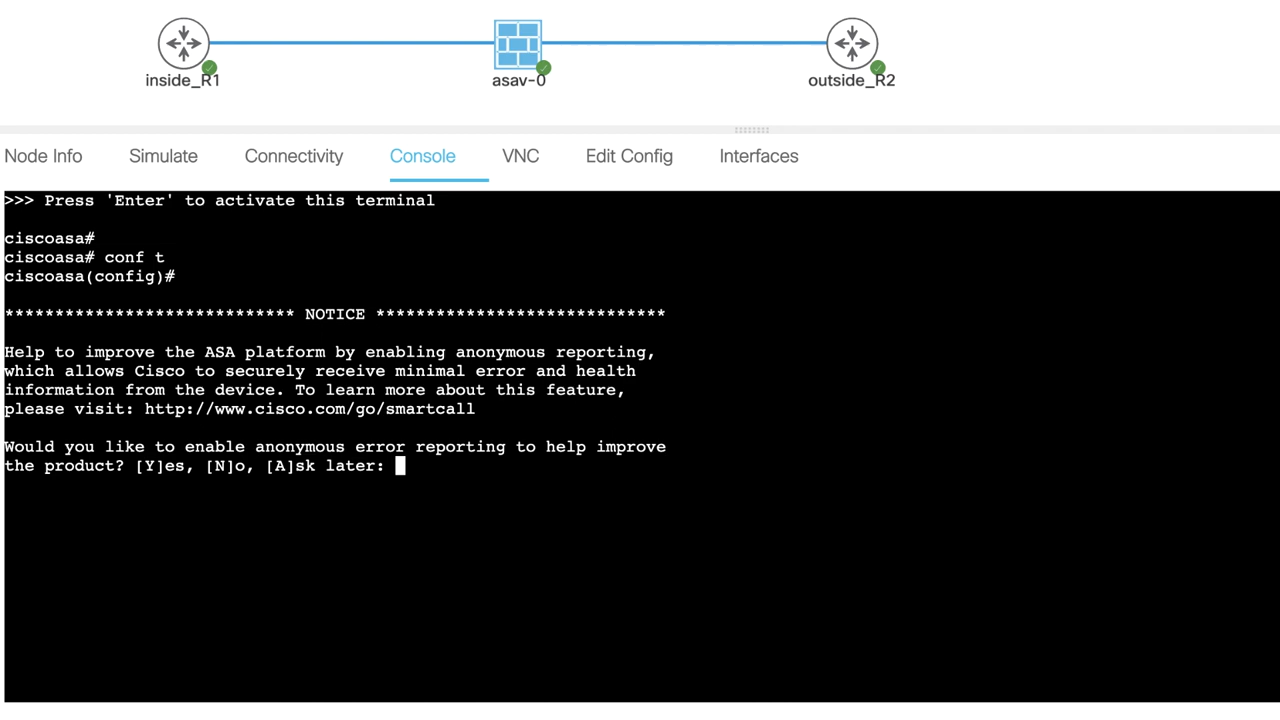 inside_R1
asav-0
outside_R2
Node Info
Simulate
Connectivity
Console
VNC
Edit Config
Interfaces
>>> Press 'Enter' to activate this terminal
ciscoasa#
ciscoasa# conf t
ciscoasa(config)#
***************************** NOTICE *****************************
Help to improve the ASA platform by enabling anonymous reporting,
which allows Cisco to securely receive minimal error and health
information from the device. To learn more about this feature,
please visit: http://www.cisco.com/go/smartcall
Would you like to enable anonymous error reporting to help improve
the product? [Y]es, [N]o, [A]sk later: